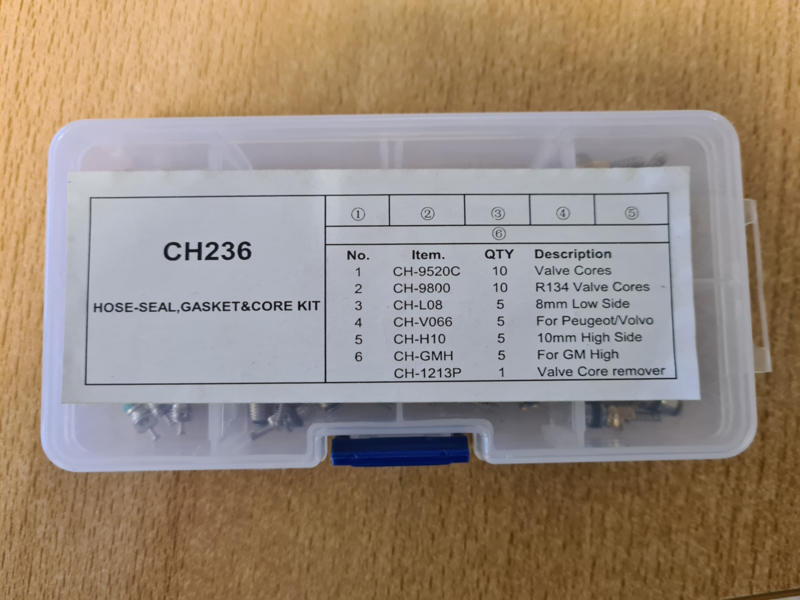 CH236
HOSE-SEAL,GASKET&CORE KIT
① ② ③ ④ ⑤
⑥
No. Item. QTY Description
1 CH-9520C 10 Valve Cores
2 CH-9800 10 R134 Valve Cores
3 CH-L08 5 8mm Low Side
4 CH-V066 5 For Peugeot/Volvo
5 CH-H10 5 10mm High Side
6 CH-GMH 5 For GM High
CH-1213P 1 Valve Core remover